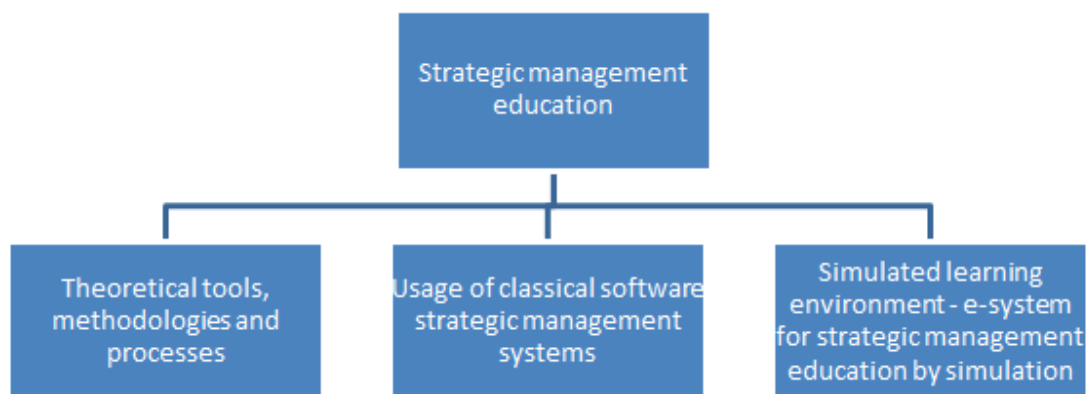 Strategic management
education
Theoretical tools,
methodologies and
processes
Usage of classical software
strategic management
systems
Simulated learning
environment - e-system
for strategic management
education by simulation